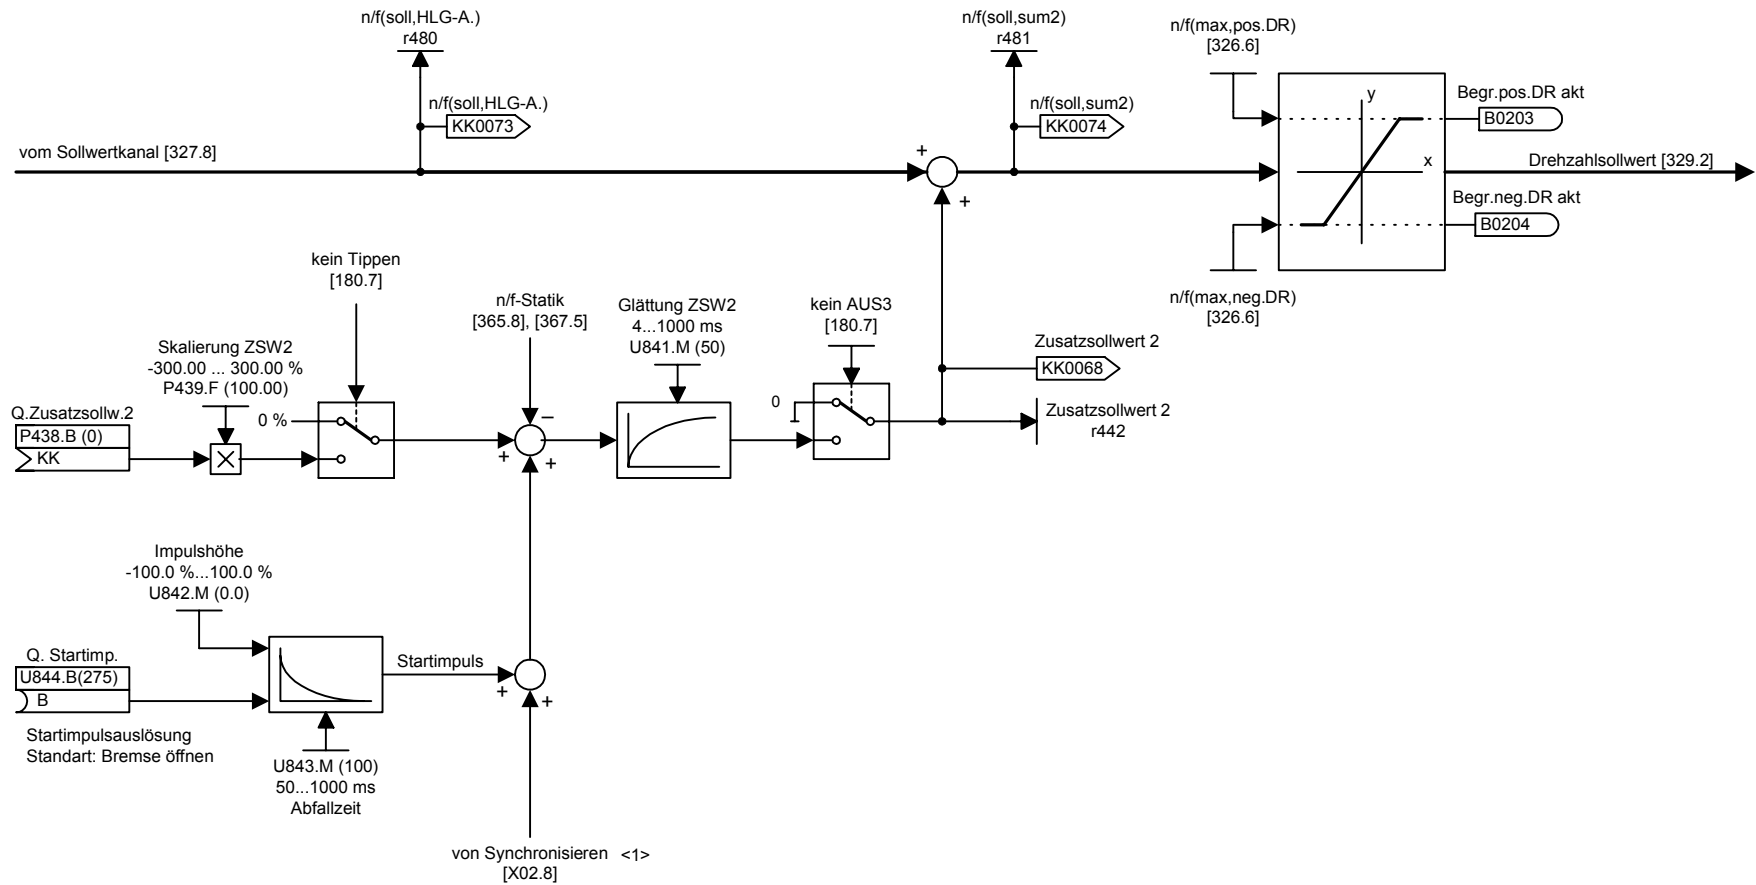 n/f(soll,HLG-A.)
r480
n/f(soll,sum2)
r481
n/f(max,pos.DR)
[326.6]
n/f(soll,HLG-A.)
KK0073
n/f(soll,sum2)
KK0074
y
x
Begr.pos.DR akt
B0203
vom Sollwertkanal [327.8]
+
+
Drehzahlsollwert [329.2]
Begr.neg.DR akt
B0204
n/f(max,neg.DR)
[326.6]
kein Tippen
[180.7]
n/f-Statik
[365.8], [367.5]
Glättung ZSW2
4...1000 ms
U841.M (50)
kein AUS3
[180.7]
Zusatzsollwert 2
KK0068
Skalierung ZSW2
-300.00 ... 300.00 %
P439.F (100.00)
Q.Zusatzsollw.2
P438.B (0)
KK
0 %
–
+
+
0
Zusatzsollwert 2
r442
Impulshöhe
-100.0 %...100.0 %
U842.M (0.0)
Q. Startimp.
U844.B(275)
B
Startimpuls
+
+
Startimpulsauslösung
Standart: Bremse öffnen
U843.M (100)
50...1000 ms
Abfallzeit
von Synchronisieren <1>
[X02.8]